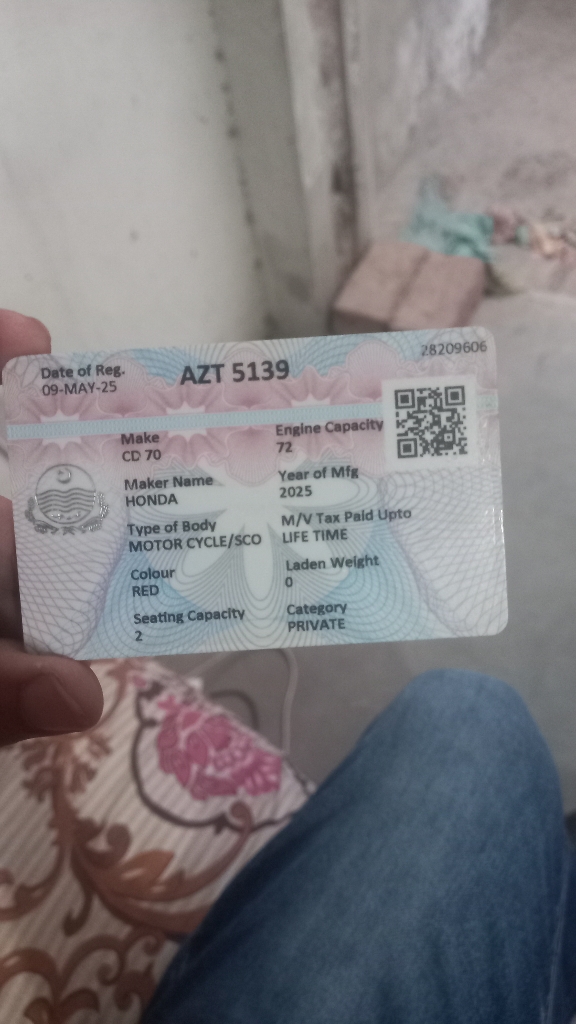 Date of Reg.
09-MAY-25
AZT 5139
28209606
Make
CD 70
Engine Capacity
72
Maker Name
HONDA
Year of Mfg
2025
Type of Body
MOTOR CYCLE/SCO
M/V Tax Paid Upto
LIFE TIME
Colour
RED
Laden Weight
0
Seating Capacity
2
Category
PRIVATE